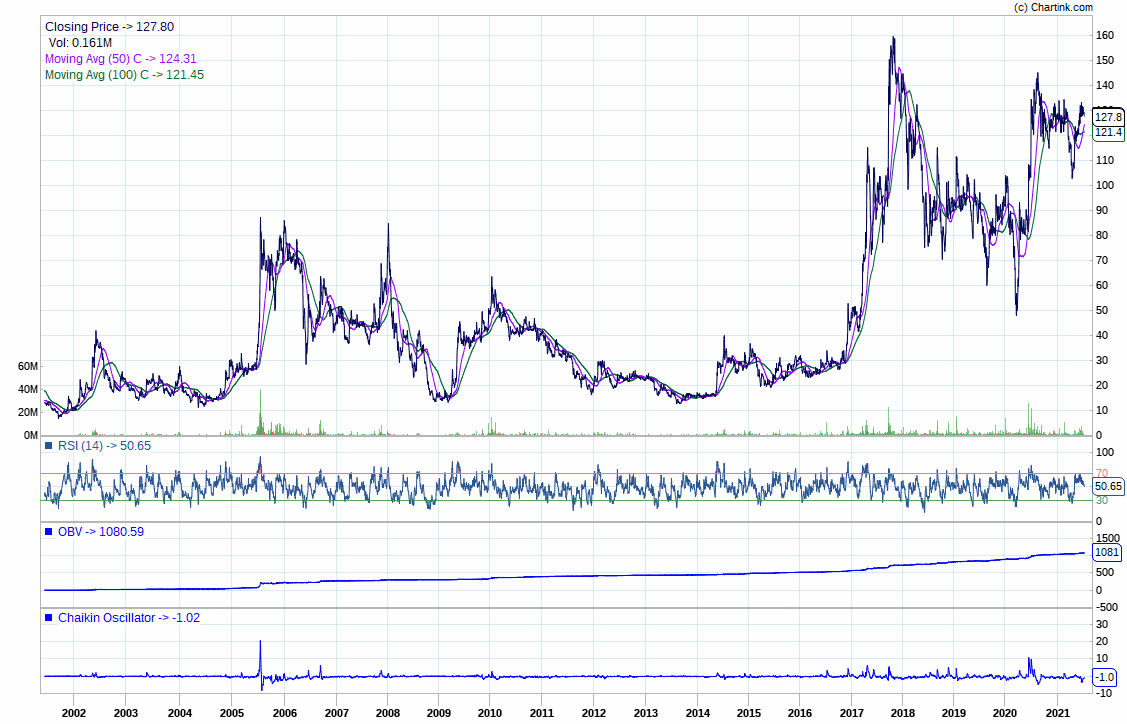 (c) Chartink.com
Closing Price -> 127.80
Vol: 0.161M
Moving Avg (50) C -> 124.31
Moving Avg (100) C -> 121.45
160
150
140
127.8
121.4
110
100
90
80
70
60
50
40
30
20
10
0
60M
40M
20M
0M
RSI (14) -> 50.65
100
70
50.65
30
0
OBV -> 1080.59
1500
1081
500
0
-500
Chaikin Oscillator -> -1.02
30
20
10
-1.0
-10
2002 2003 2004 2005 2006 2007 2008 2009 2010 2011 2012 2013 2014 2015 2016 2017 2018 2019 2020 2021